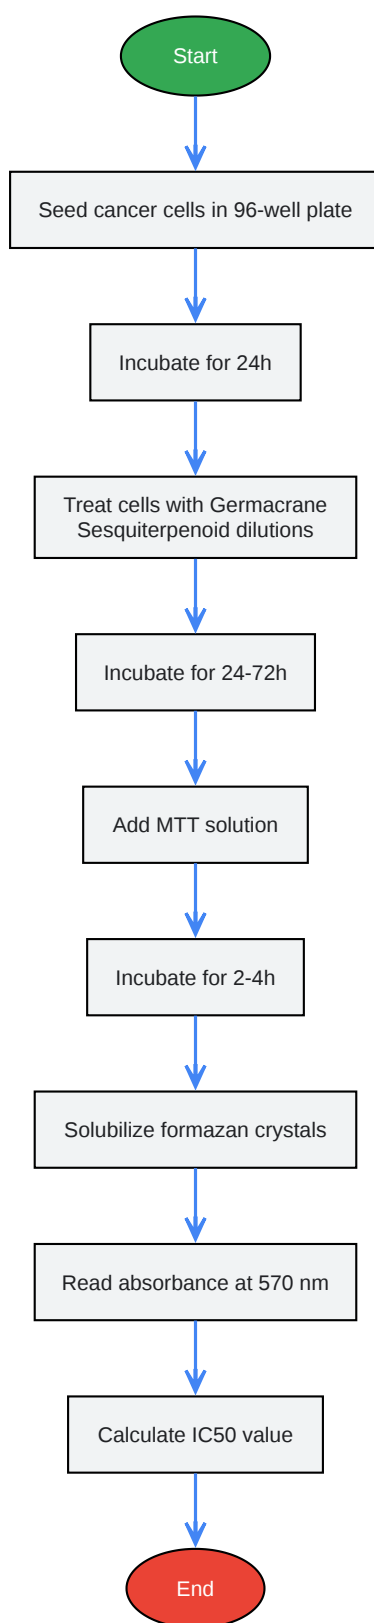 Start
Seed cancer cells in 96-well plate
Incubate for 24h
Treat cells with Germacrane
Sesquiterpenoid dilutions
Incubate for 24-72h
Add MTT solution
Incubate for 2-4h
Solubilize formazan crystals
Read absorbance at 570 nm
Calculate IC50 value
End